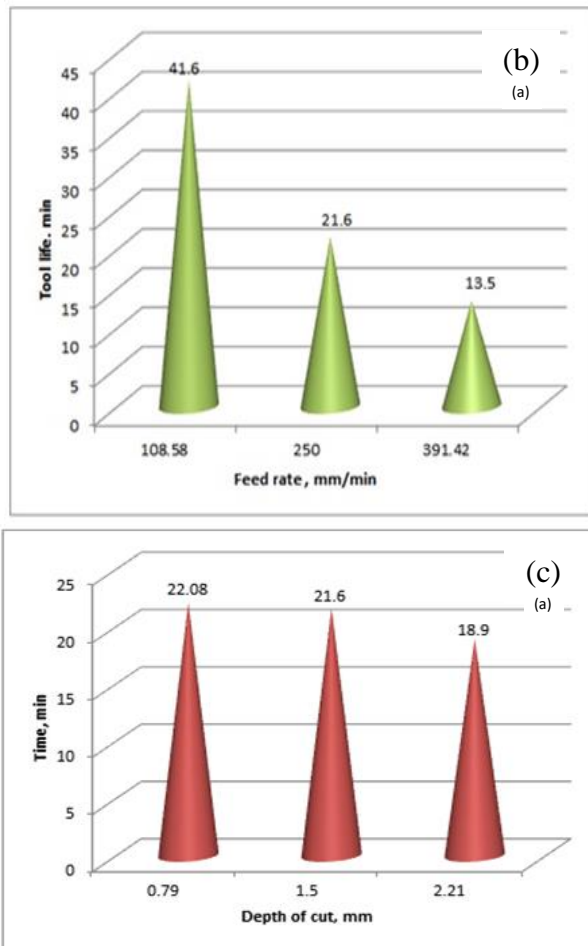 (b)
(a)
45
41.6
40
35
30
25
21.6
20
15
13.5
10
5
0
Tool life. min
108.58 250 391.42
Feed rate , mm/min
(c)
(a)
25
22.08 21.6
20
18.9
15
10
5
0
Time, min
0.79 1.5 2.21
Depth of cut, mm